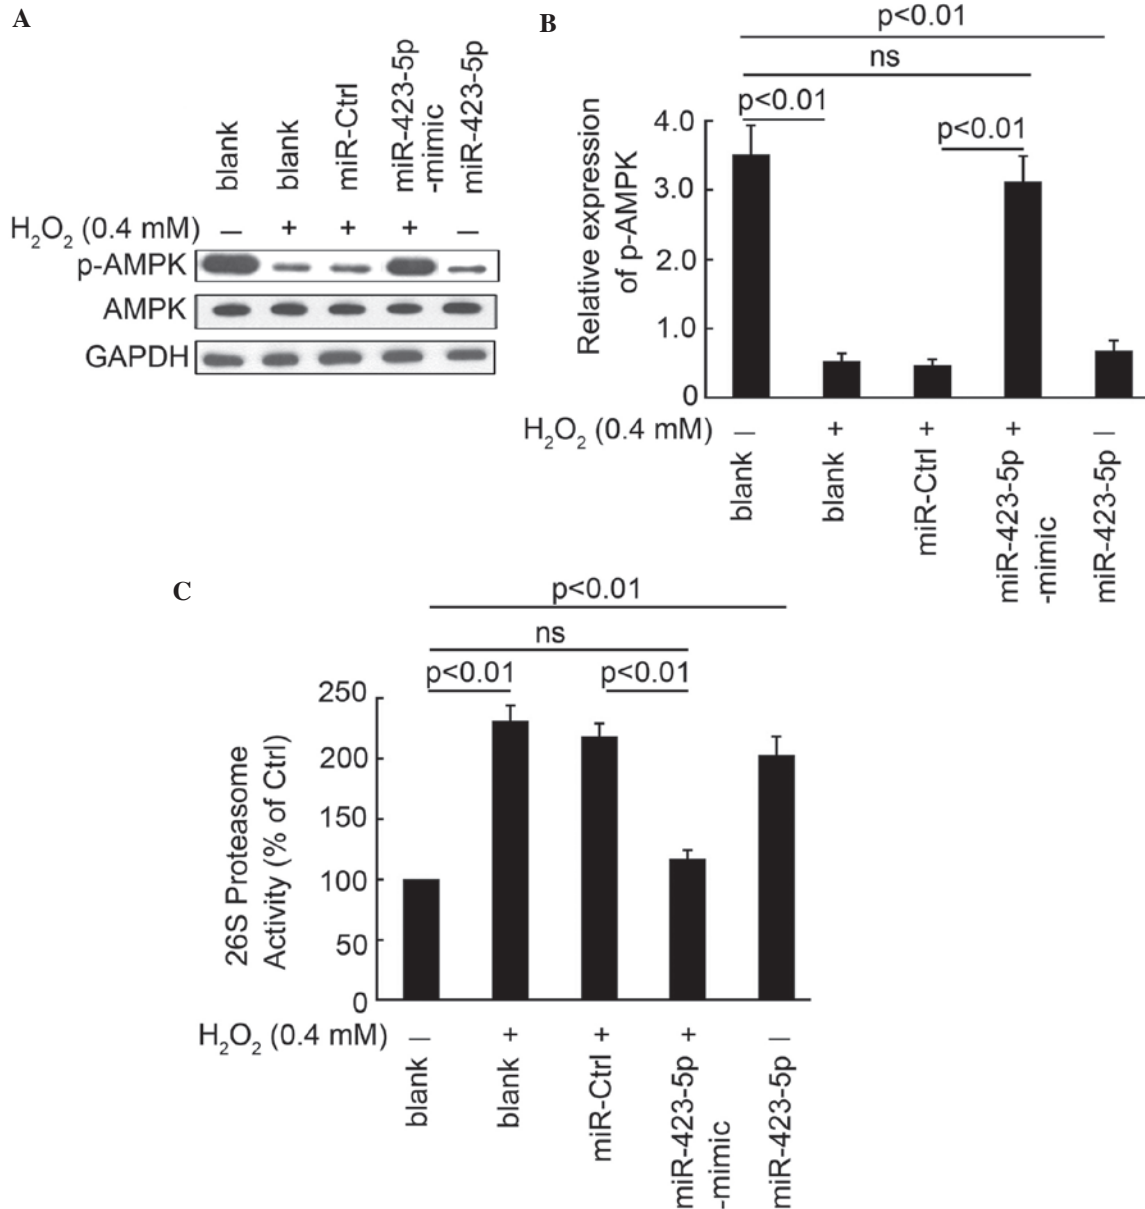 A
blank
blank
miR-Ctrl
miR-423-5p
-mimic
miR-423-5p
H₂O₂ (0.4 mM) – + + + –
p-AMPK
AMPK
GAPDH
B
p<0.01
ns
p<0.01
p<0.01
Relative expression
of p-AMPK
4.0
3.0
2.0
1.0
0
H₂O₂ (0.4 mM) – + + + –
blank
blank
miR-Ctrl
miR-423-5p
-mimic
miR-423-5p
C
p<0.01
ns
p<0.01
p<0.01
26S Proteasome
Activity (% of Ctrl)
250
200
150
100
50
0
H₂O₂ (0.4 mM) – + + + –
blank
blank
miR-Ctrl
miR-423-5p
-mimic
miR-423-5p